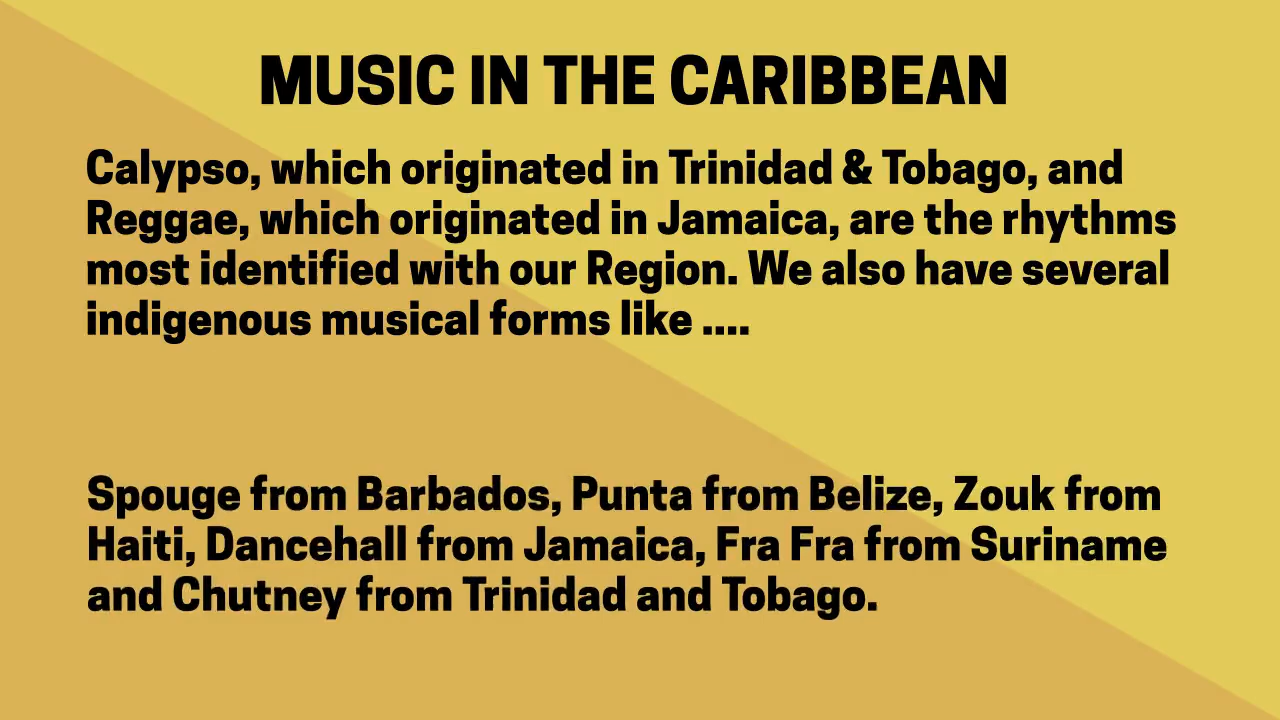 MUSIC IN THE CARIBBEAN
Calypso, which originated in Trinidad & Tobago, and
Reggae, which originated in Jamaica, are the rhythms
most identified with our Region. We also have several
indigenous musical forms like ....
Spouge from Barbados, Punta from Belize, Zouk from
Haiti, Dancehall from Jamaica, Fra Fra from Suriname
and Chutney from Trinidad and Tobago.